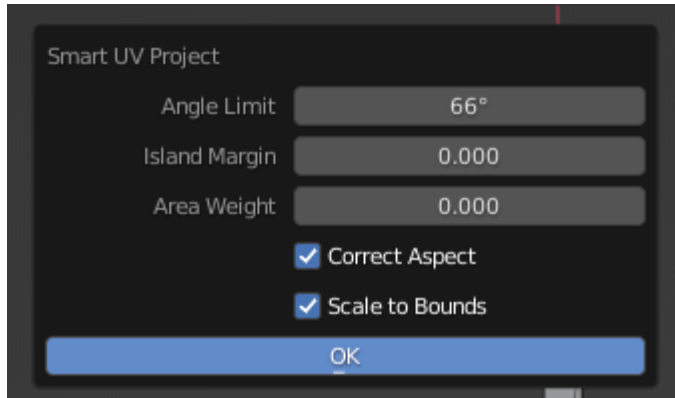 Smart UV Project
Angle Limit 66°
Island Margin 0.000
Area Weight 0.000
Correct Aspect
Scale to Bounds
OK